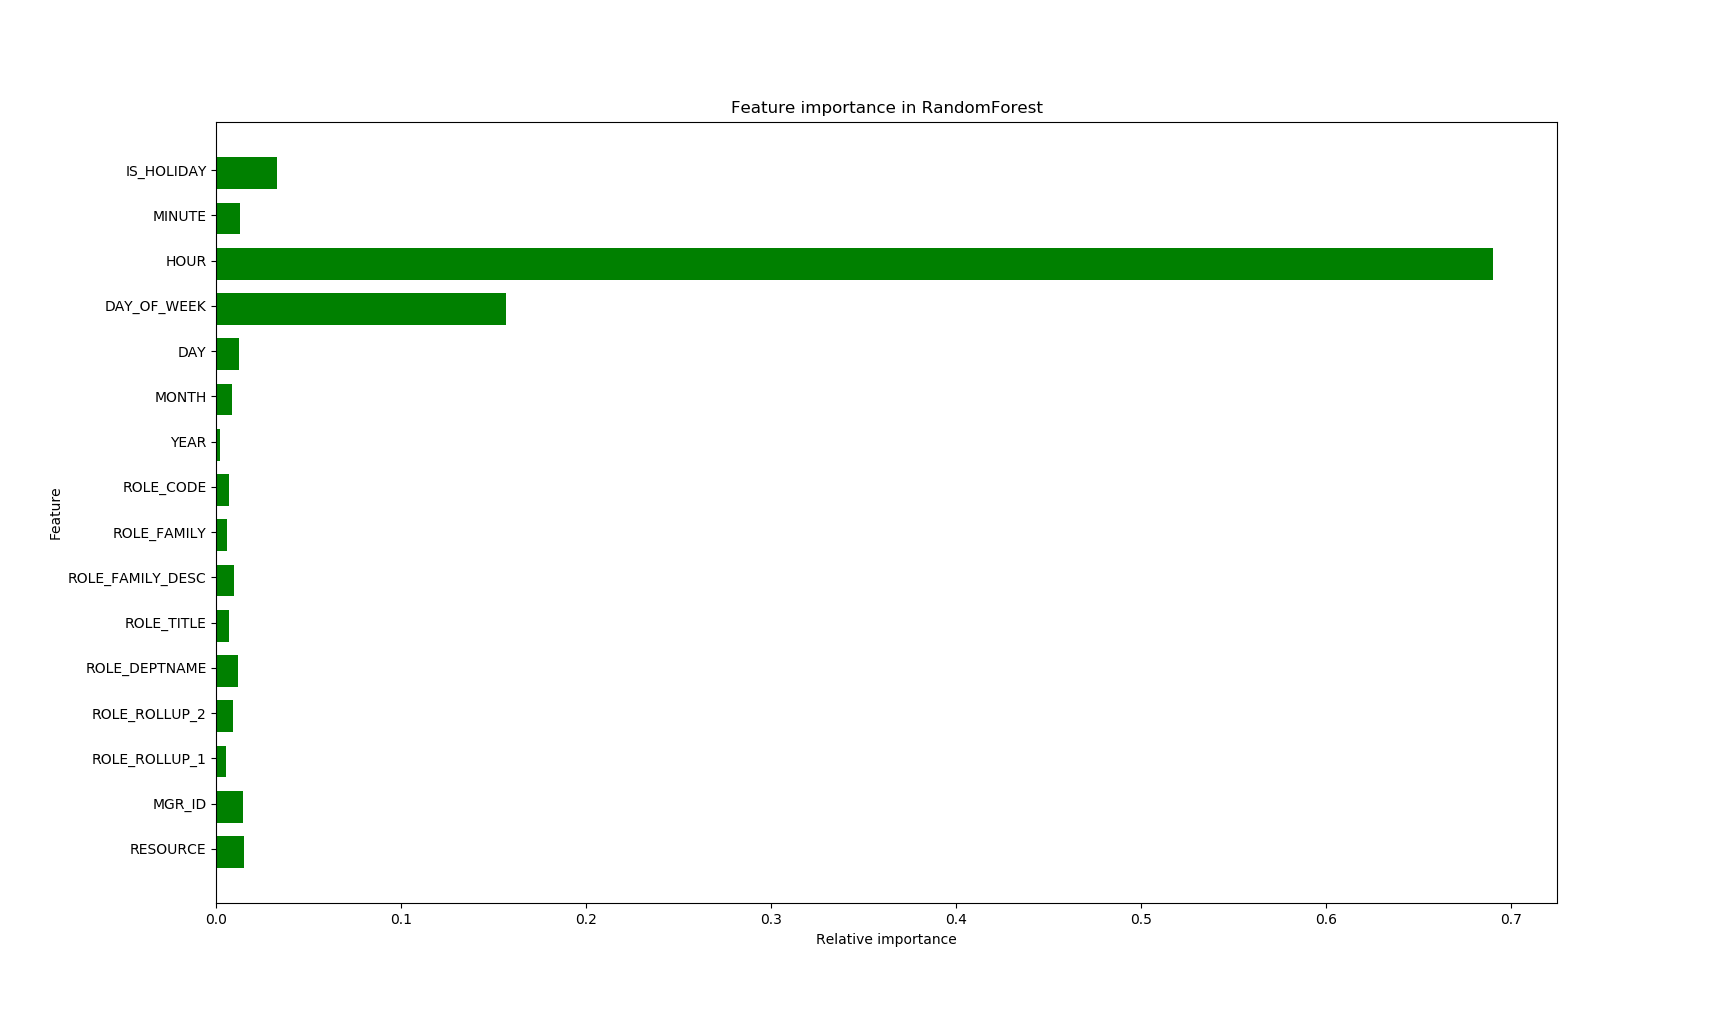 Feature importance in RandomForest
IS_HOLIDAY
MINUTE
HOUR
DAY_OF_WEEK
DAY
MONTH
YEAR
ROLE_CODE
ROLE_FAMILY
ROLE_FAMILY_DESC
ROLE_TITLE
ROLE_DEPTNAME
ROLE_ROLLUP_2
ROLE_ROLLUP_1
MGR_ID
RESOURCE
Feature
0.0 0.1 0.2 0.3 0.4 0.5 0.6 0.7
Relative importance